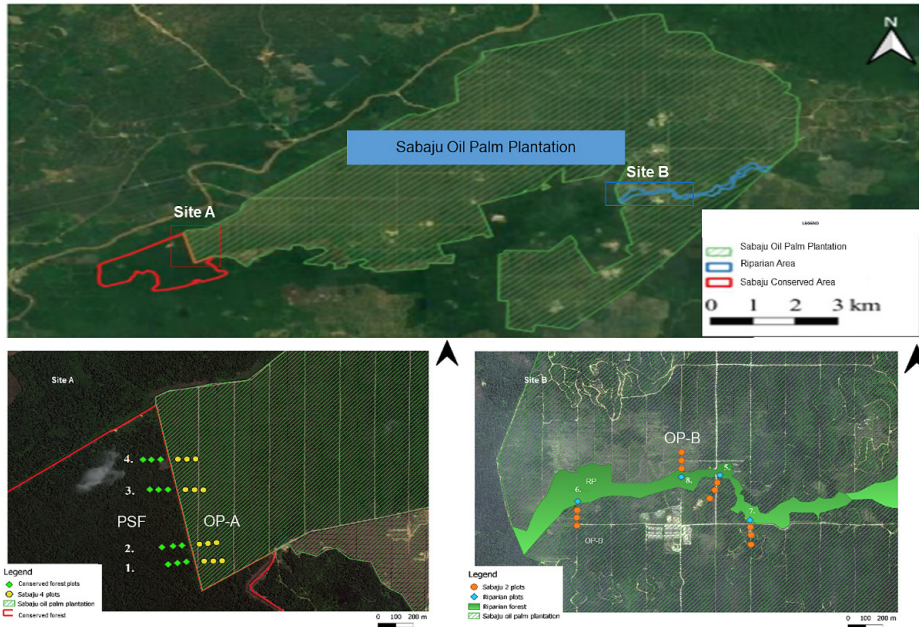 N
Sabaju Oil Palm Plantation
Site B
Site A
LEGEND
Sabaju Oil Palm Plantation
Riparian Area
Sabaju Conserved Area
0 1 2 3 km
Site A
4.
3.
PSF OP-A
2.
1.
Legend
Conserved forest plots
Sabaju 4 plots
Sabaju oil palm plantation
Conserved forest
0 100 200 m
Site B
OP-B
5.
RP
8.
6.
7.
OP-B
Legend
Sabaju 2 plots
Riparian plots
Riparian forest
Sabaju oil palm plantation
0 100 200 m